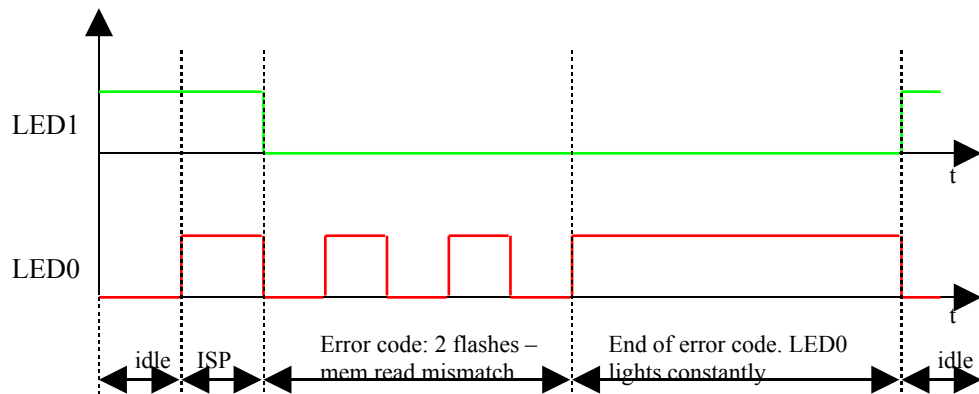 LED1
t
LED0
t
idle
ISP
Error code: 2 flashes –
mem read mismatch
End of error code. LED0
lights constantly
idle